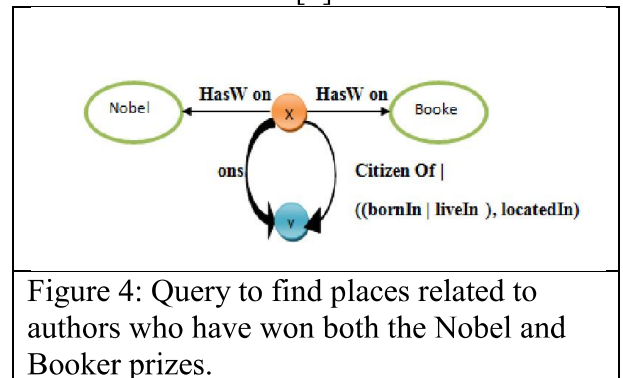 HasW on HasW on
Nobel X Booke
ons Citizen Of |
((bornIn | liveIn ), locatedIn)
Figure 4: Query to find places related to
authors who have won both the Nobel and
Booker prizes.